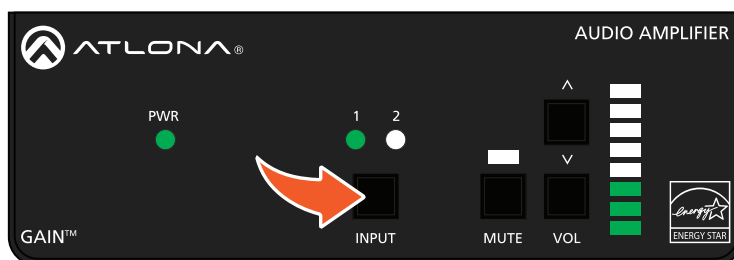 ATLONA®
AUDIO AMPLIFIER
PWR
1 2
GAIN™
INPUT
MUTE
VOL
energy
ENERGY STAR